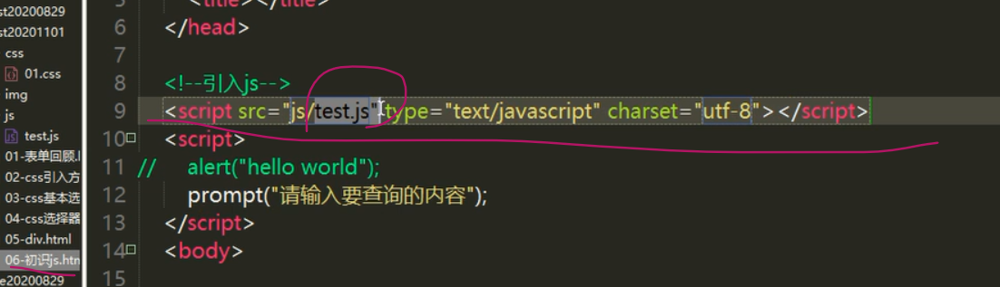 st20200829
st20201101
css
01.css
img
js
test.js
01-表单回顾.
02-css引入方
03-css基本选
04-css选择器
05-div.html
06-初识js.htm
e20200829
5 <title></title>
6 </head>
7
8 <!--引入js-->
9 <script src="js/test.js" type="text/javascript" charset="utf-8"></script>
10 <script>
11 // alert("hello world");
12 prompt("请输入要查询的内容");
13 </script>
14 <body>
15